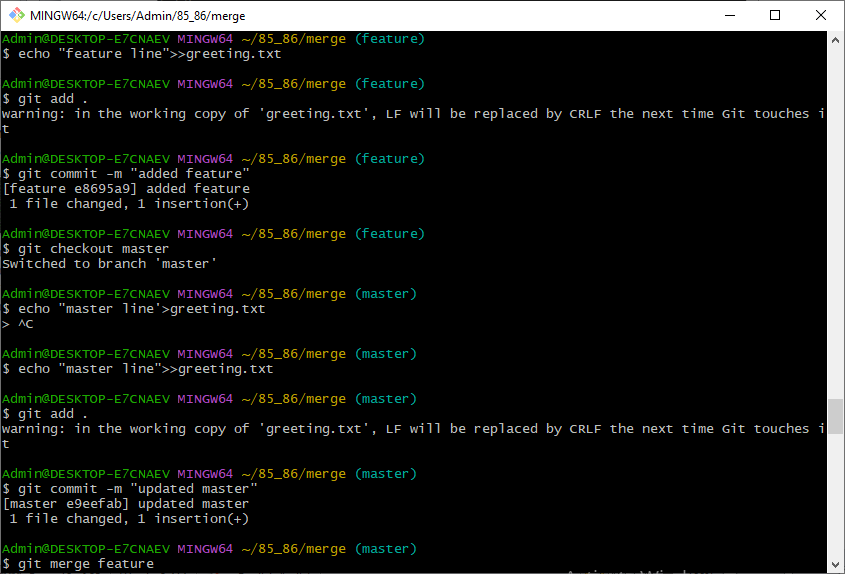 MINGW64:/c/Users/Admin/85_86/merge
Admin@DESKTOP-E7CNAEV MINGW64 ~/85_86/merge (feature)
$ echo "feature line">>greeting.txt
Admin@DESKTOP-E7CNAEV MINGW64 ~/85_86/merge (feature)
$ git add .
warning: in the working copy of 'greeting.txt', LF will be replaced by CRLF the next time Git touches i
t
Admin@DESKTOP-E7CNAEV MINGW64 ~/85_86/merge (feature)
$ git commit -m "added feature"
[feature e8695a9] added feature
 1 file changed, 1 insertion(+)
Admin@DESKTOP-E7CNAEV MINGW64 ~/85_86/merge (feature)
$ git checkout master
Switched to branch 'master'
Admin@DESKTOP-E7CNAEV MINGW64 ~/85_86/merge (master)
$ echo "master line'>greeting.txt
> ^C
Admin@DESKTOP-E7CNAEV MINGW64 ~/85_86/merge (master)
$ echo "master line">>greeting.txt
Admin@DESKTOP-E7CNAEV MINGW64 ~/85_86/merge (master)
$ git add .
warning: in the working copy of 'greeting.txt', LF will be replaced by CRLF the next time Git touches i
t
Admin@DESKTOP-E7CNAEV MINGW64 ~/85_86/merge (master)
$ git commit -m "updated master"
[master e9eefab] updated master
 1 file changed, 1 insertion(+)
Admin@DESKTOP-E7CNAEV MINGW64 ~/85_86/merge (master)
$ git merge feature